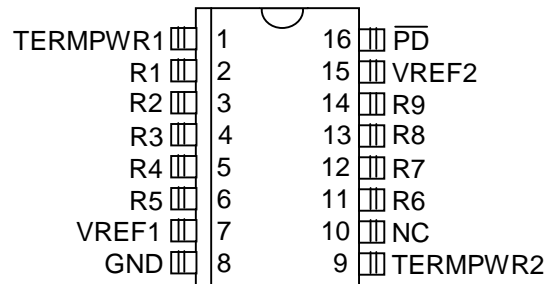 TERMPWR1 1 16 P̅D̅
R1 2 15 VREF2
R2 3 14 R9
R3 4 13 R8
R4 5 12 R7
R5 6 11 R6
VREF1 7 10 NC
GND 8 9 TERMPWR2